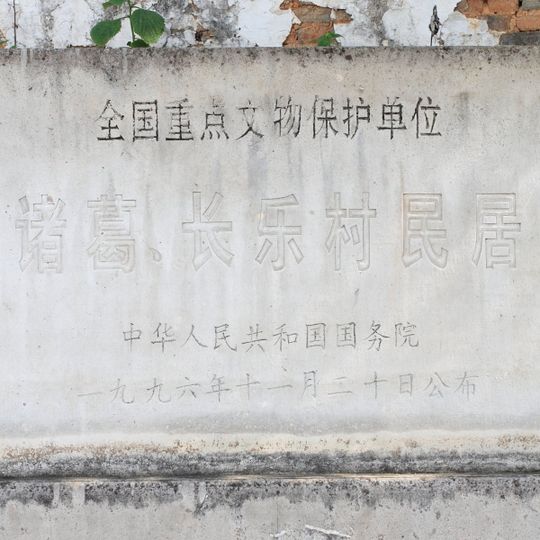 全国重点文物保护单位
诸葛、长乐村民居
中华人民共和国国务院
一九九六年十一月二十日公布